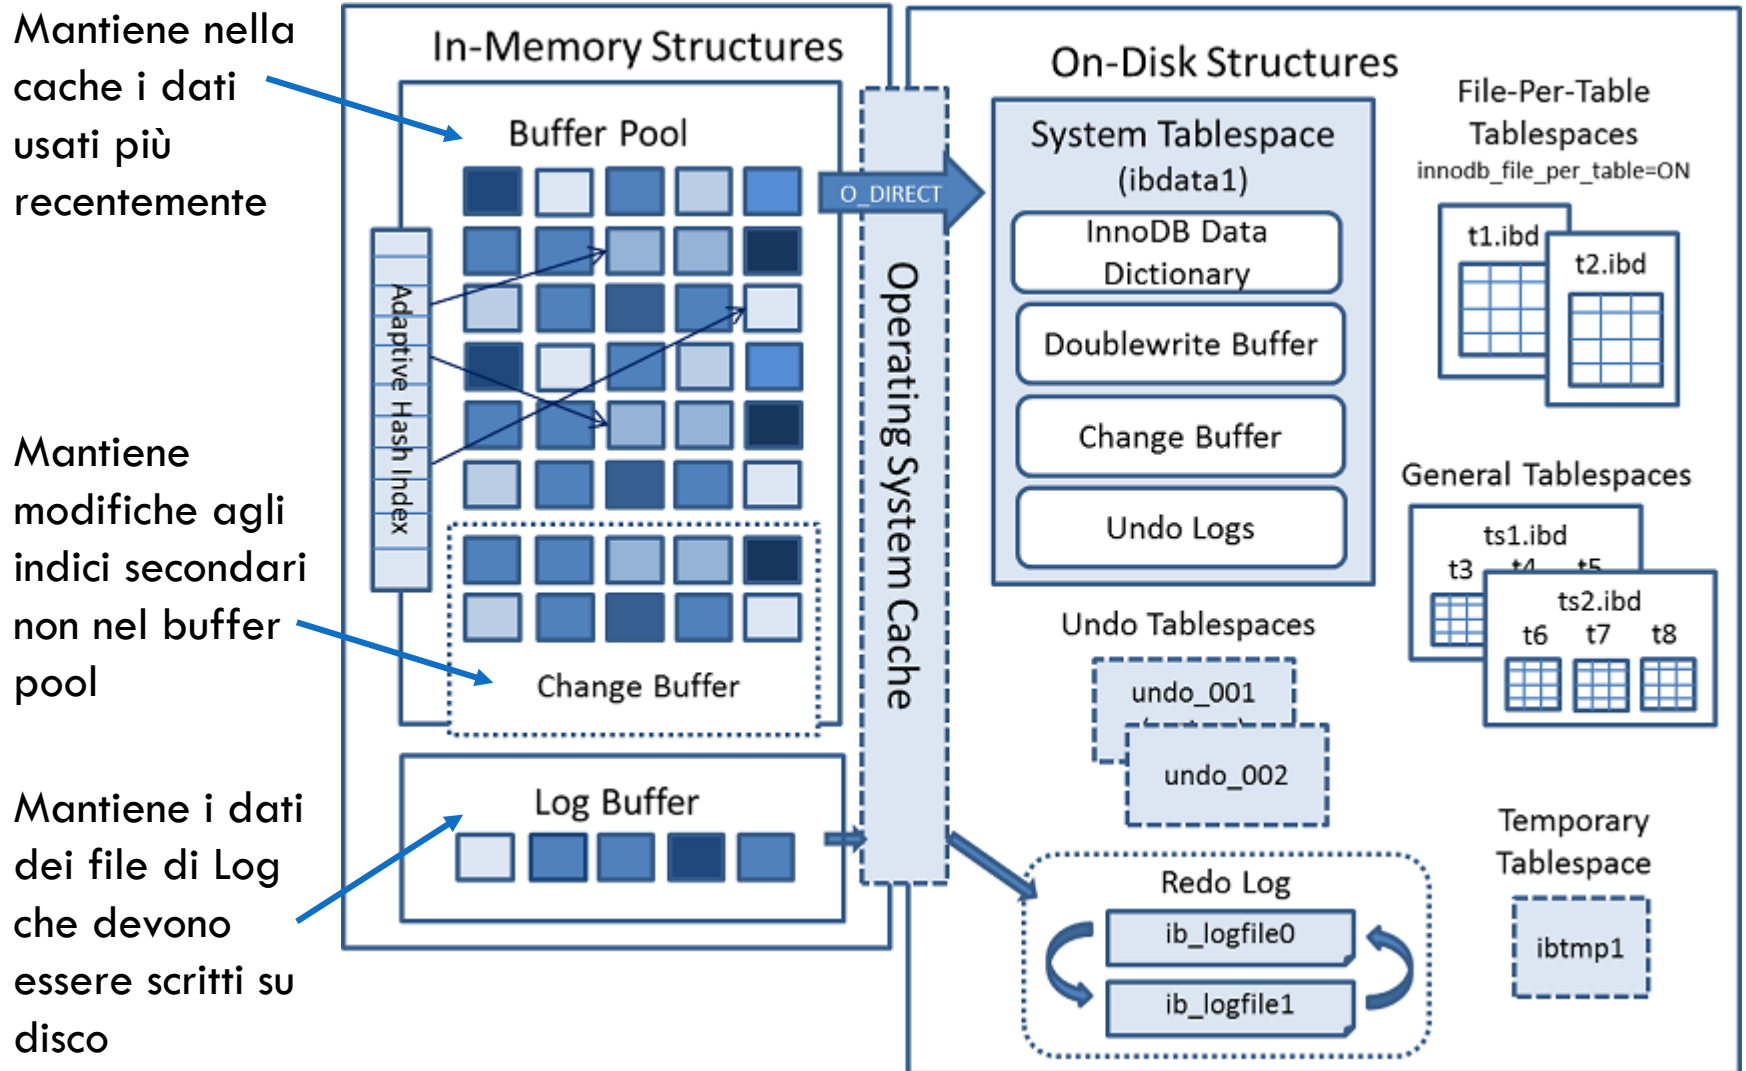 Mantiene nella
cache i dati
usati più
recentemente
Mantiene
modifiche agli
indici secondari
non nel buffer
pool
Mantiene i dati
dei file di Log
che devono
essere scritti su
disco
In-Memory Structures
Buffer Pool
Adaptive Hash Index
Change Buffer
Log Buffer
O_DIRECT
Operating System Cache
On-Disk Structures
System Tablespace
(ibdata1)
InnoDB Data
Dictionary
Doublewrite Buffer
Change Buffer
Undo Logs
Undo Tablespaces
undo_001
undo_002
Redo Log
ib_logfile0
ib_logfile1
File-Per-Table
Tablespaces
innodb_file_per_table=ON
t1.ibd
t2.ibd
General Tablespaces
ts1.ibd
t3 t4 t5
ts2.ibd
t6 t7 t8
Temporary
Tablespace
ibtmp1